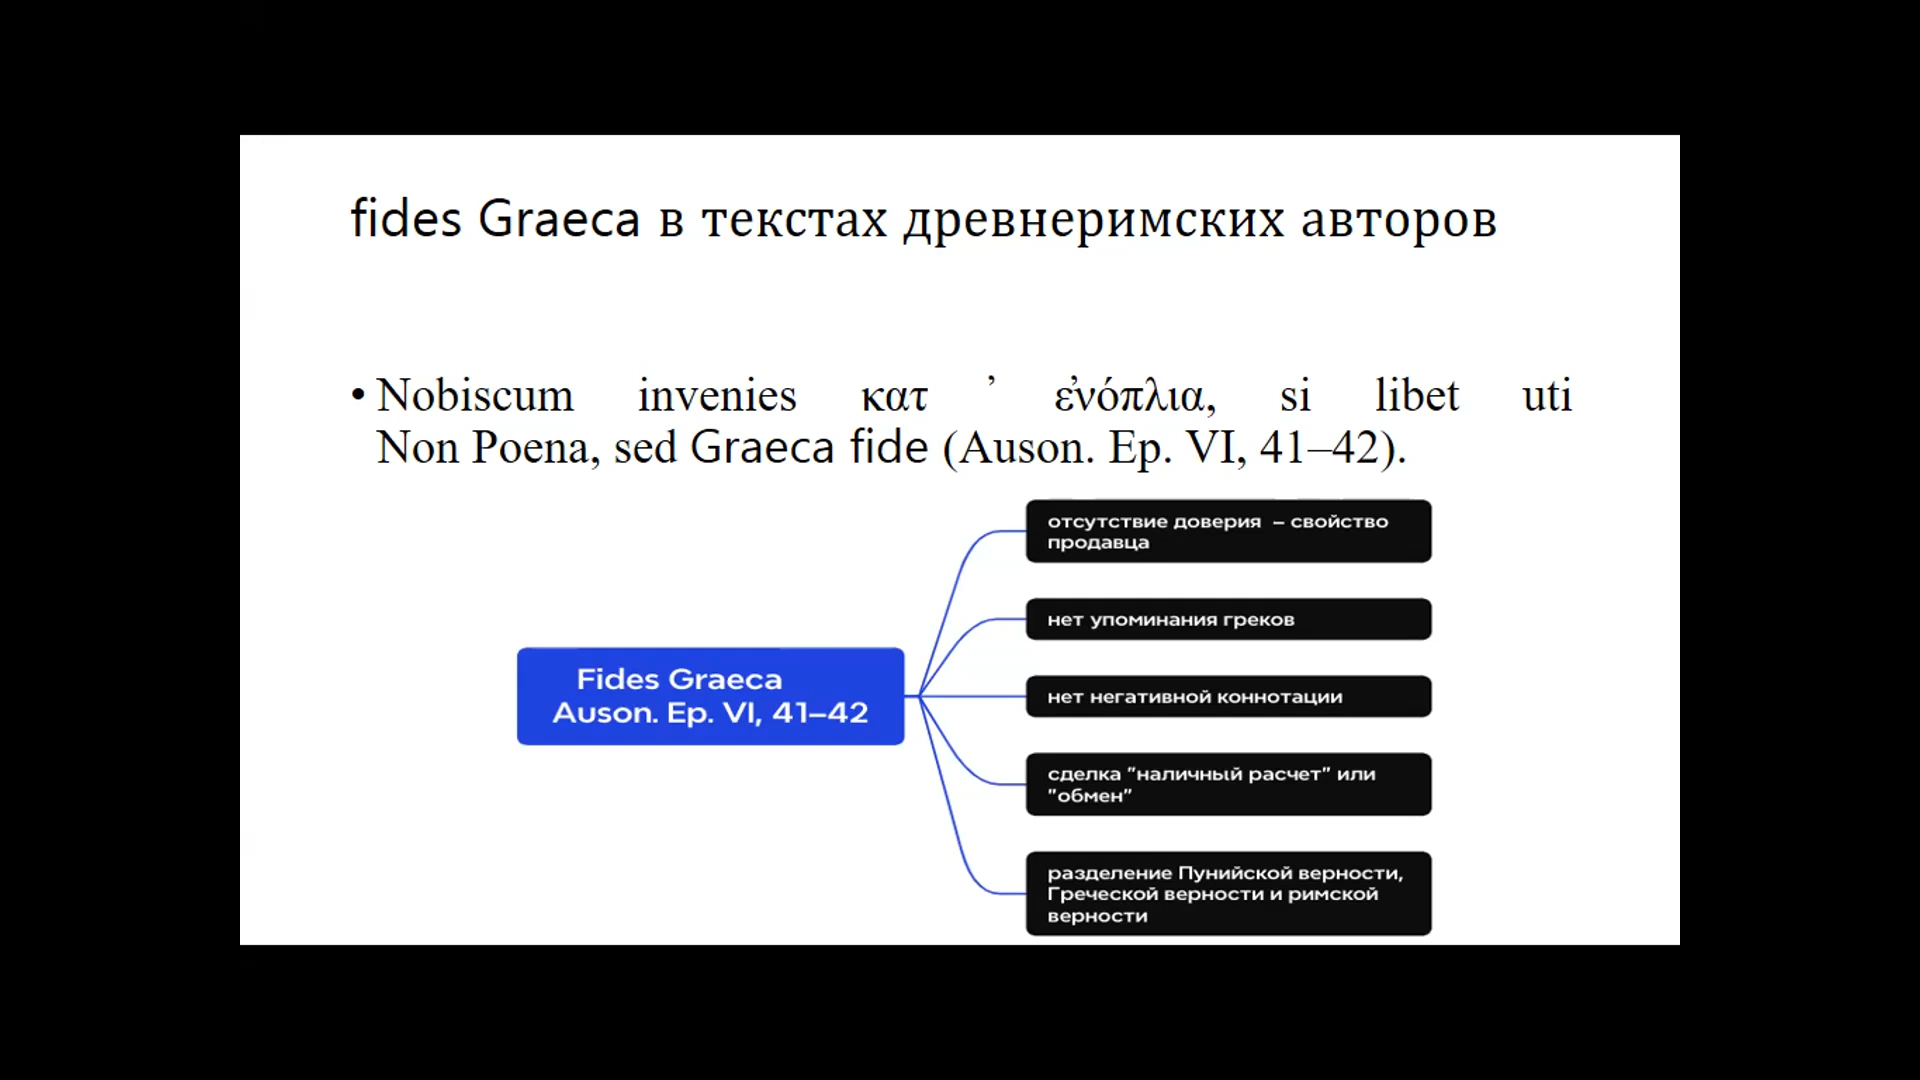 fides Graeca в текстах древнеримских авторов
• Nobiscum invenies κατ ’ ἐνόπλια, si libet uti
Non Poena, sed Graeca fide (Auson. Ep. VI, 41–42).
Fides Graeca
Auson. Ep. VI, 41–42
отсутствие доверия – свойство
продавца
нет упоминания греков
нет негативной коннотации
сделка "наличный расчет" или
"обмен"
разделение Пунийской верности,
Греческой верности и римской
верности